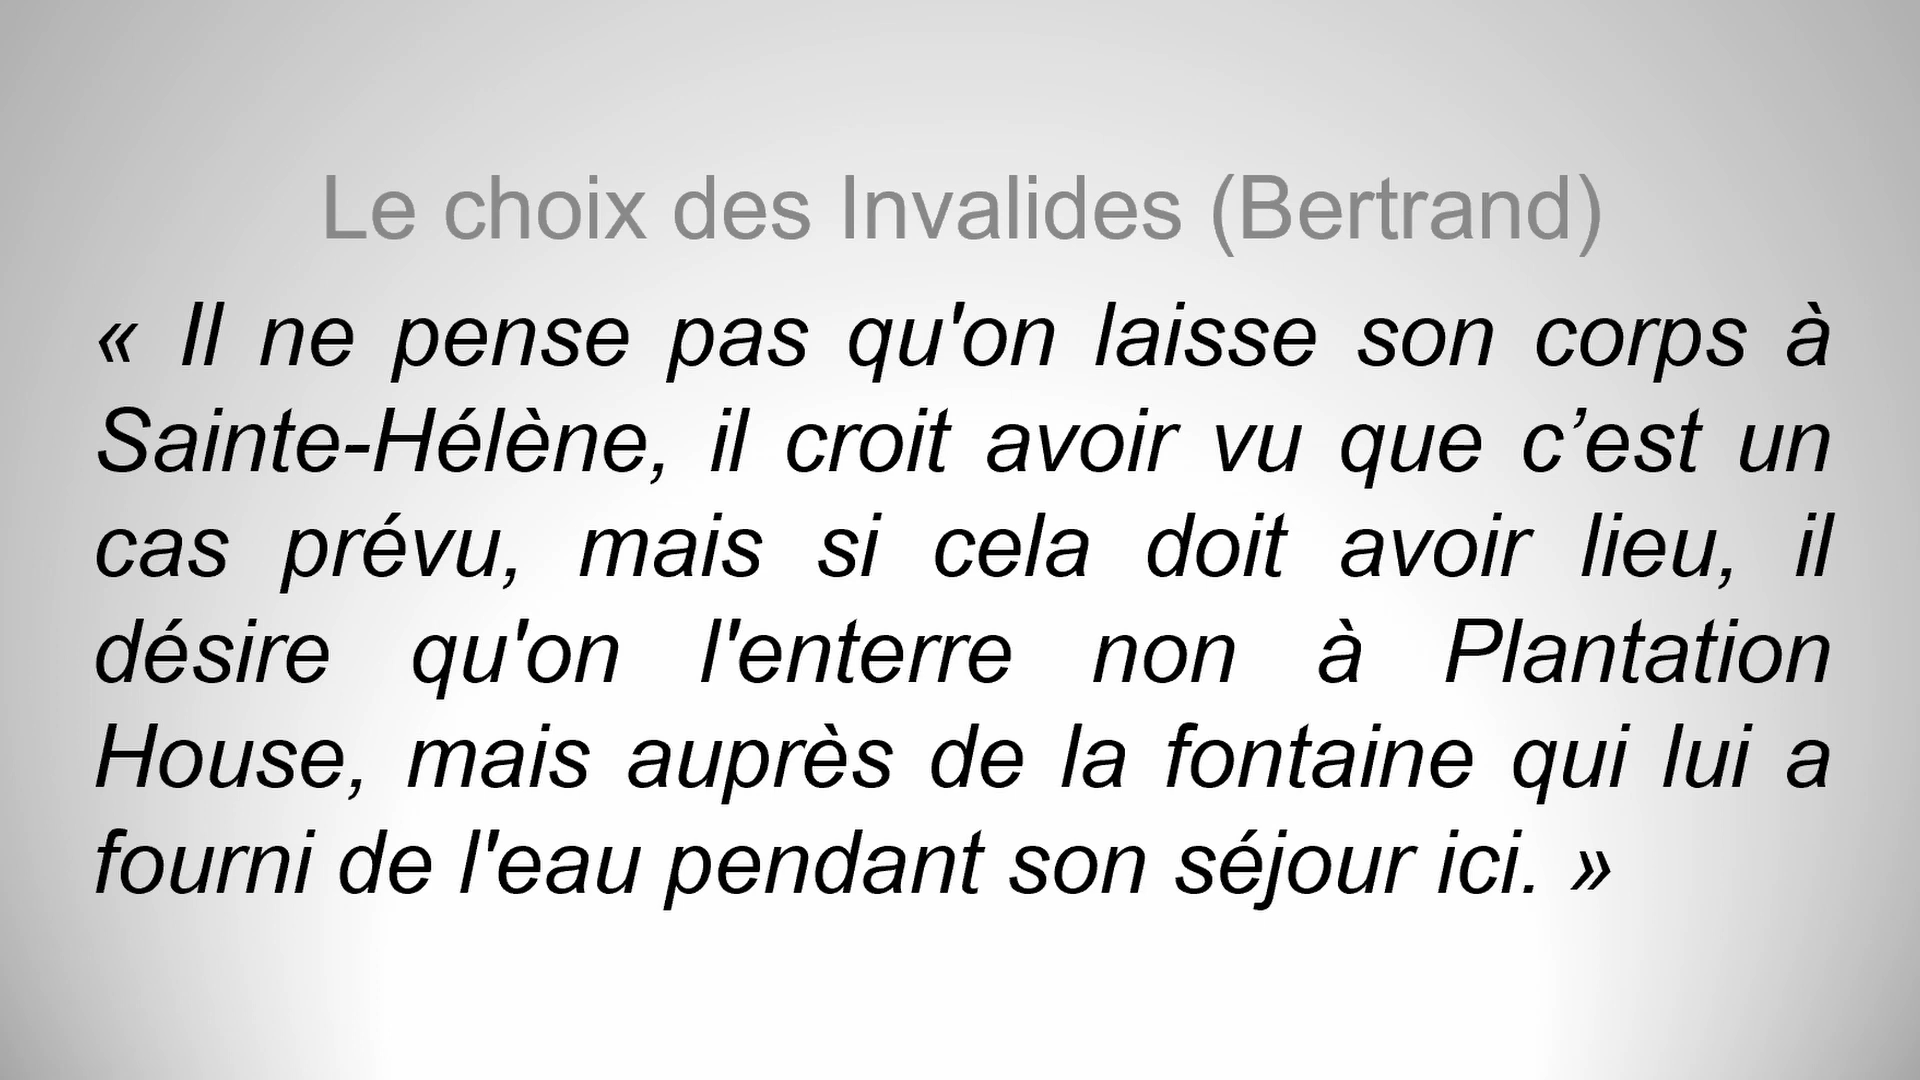 Le choix des Invalides (Bertrand)
« Il ne pense pas qu'on laisse son corps à
Sainte-Hélène, il croit avoir vu que c’est un
cas prévu, mais si cela doit avoir lieu, il
désire qu'on l'enterre non à Plantation
House, mais auprès de la fontaine qui lui a
fourni de l'eau pendant son séjour ici. »